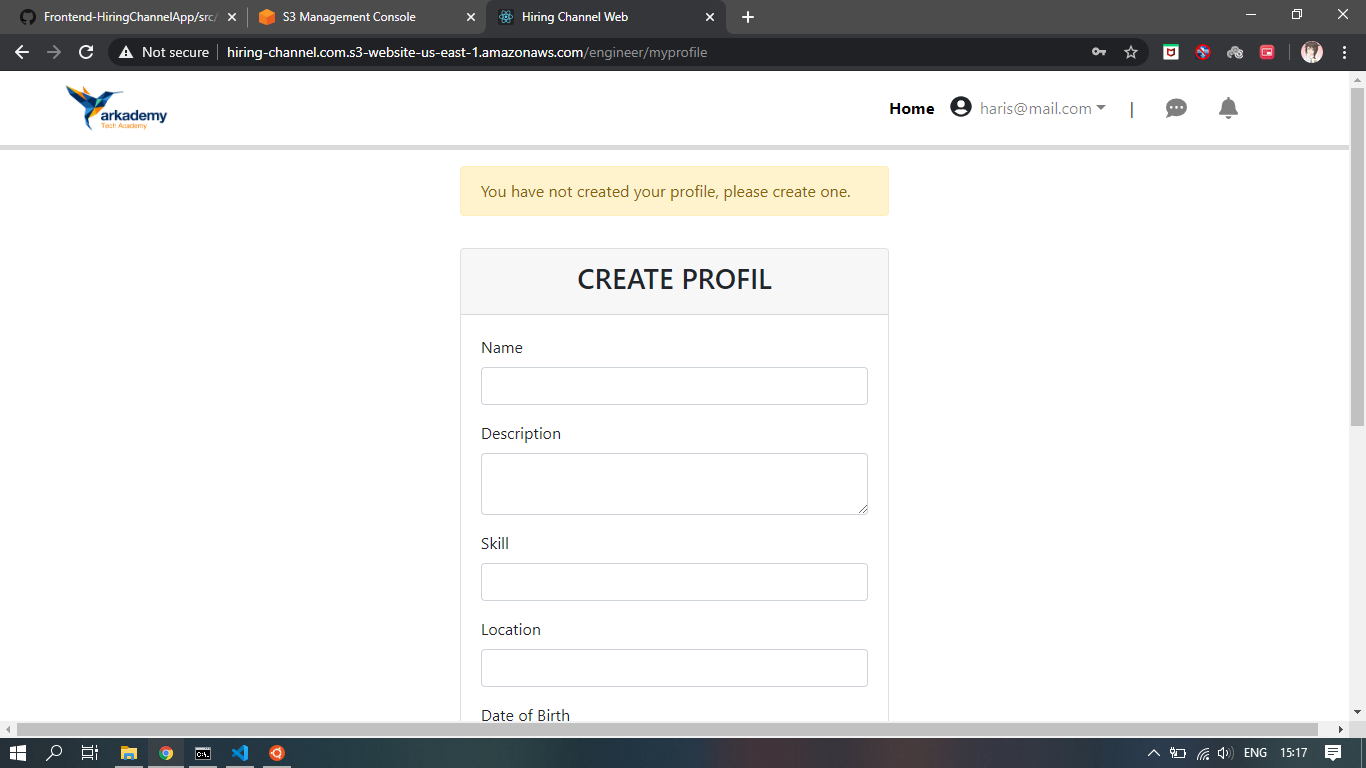 Frontend-HiringChannelApp/src/
S3 Management Console
Hiring Channel Web
Not secure
hiring-channel.com.s3-website-us-east-1.amazonaws.com/engineer/myprofile
arkademy
Tech Academy
Home
haris@mail.com
|
You have not created your profile, please create one.
CREATE PROFIL
Name
Description
Skill
Location
Date of Birth
ENG
15:17